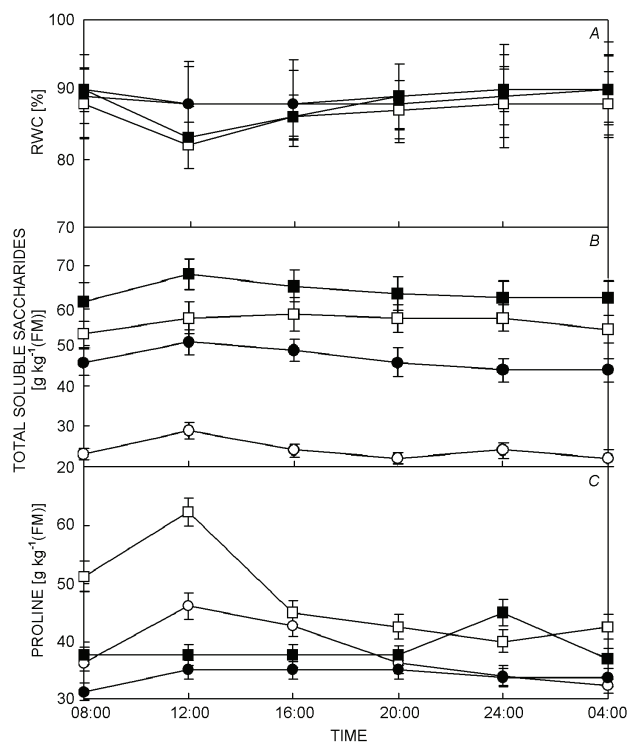 100
A
90
RWC [%]
80
70
B
70
60
TOTAL SOLUBLE SACCHARIDES
[g kg-1(FM)]
50
40
30
20
C
60
PROLINE [g kg-1(FM)]
50
40
30
08:00 12:00 16:00 20:00 24:00 04:00
TIME